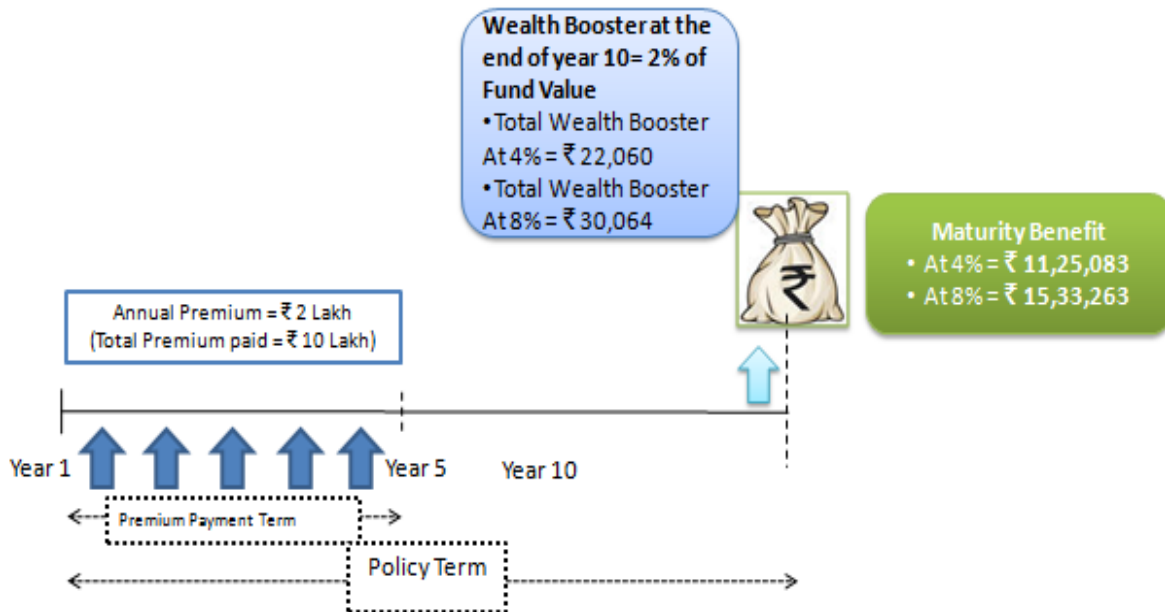 Wealth Booster at the
end of year 10= 2% of
Fund Value
•Total Wealth Booster
At 4% = ₹ 22,060
•Total Wealth Booster
At 8% = ₹ 30,064
₹
Maturity Benefit
• At 4% = ₹ 11,25,083
• At 8% = ₹ 15,33,263
Annual Premium = ₹ 2 Lakh
(Total Premium paid = ₹ 10 Lakh)
Year 1
Year 5
Year 10
Premium Payment Term
Policy Term